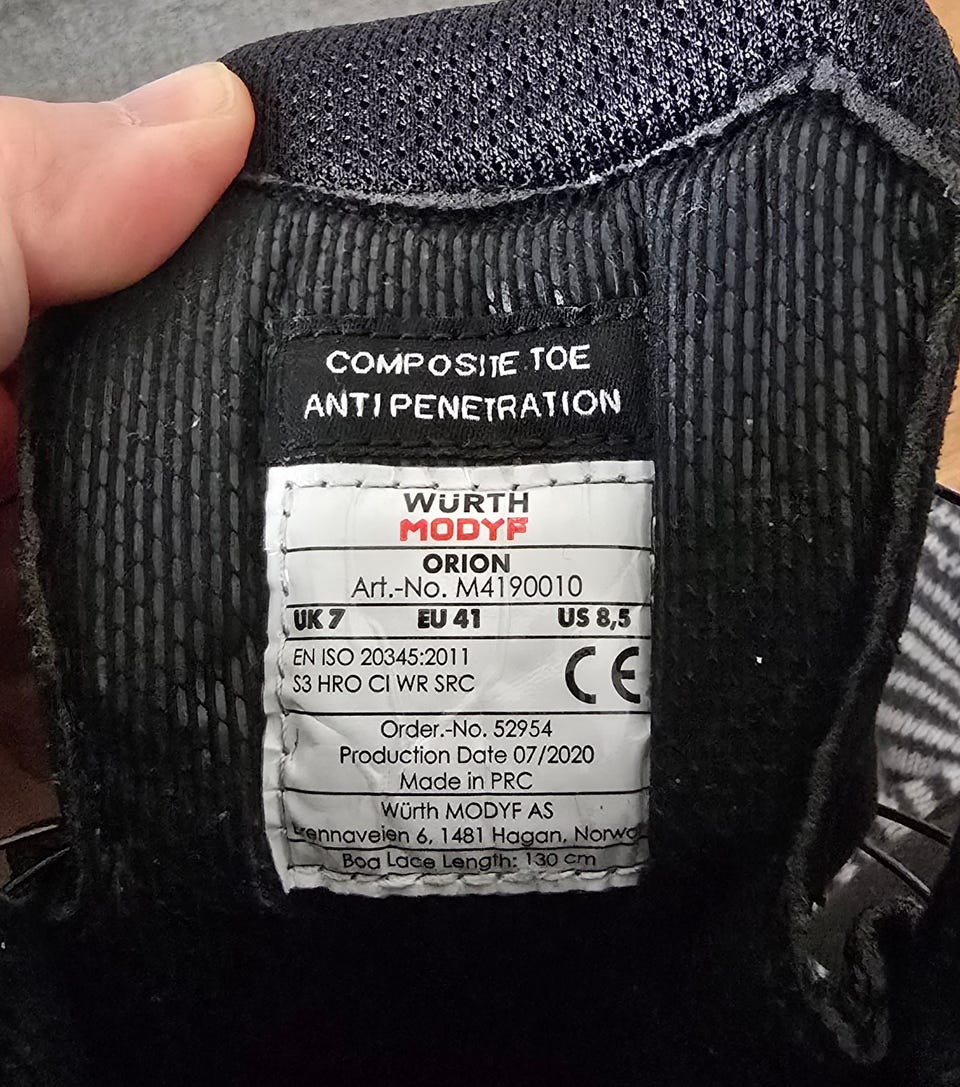 COMPOSITE TOE
ANTI PENETRATION
WÜRTH
MODYF
ORION
Art.-No. M4190010
UK 7 EU 41 US 8,5
EN ISO 20345:2011
S3 HRO CI WR SRC CE
Order.-No. 52954
Production Date 07/2020
Made in PRC
Würth MODYF AS
6, 1481 Hagan,
Boa Lace Length: 130 cm